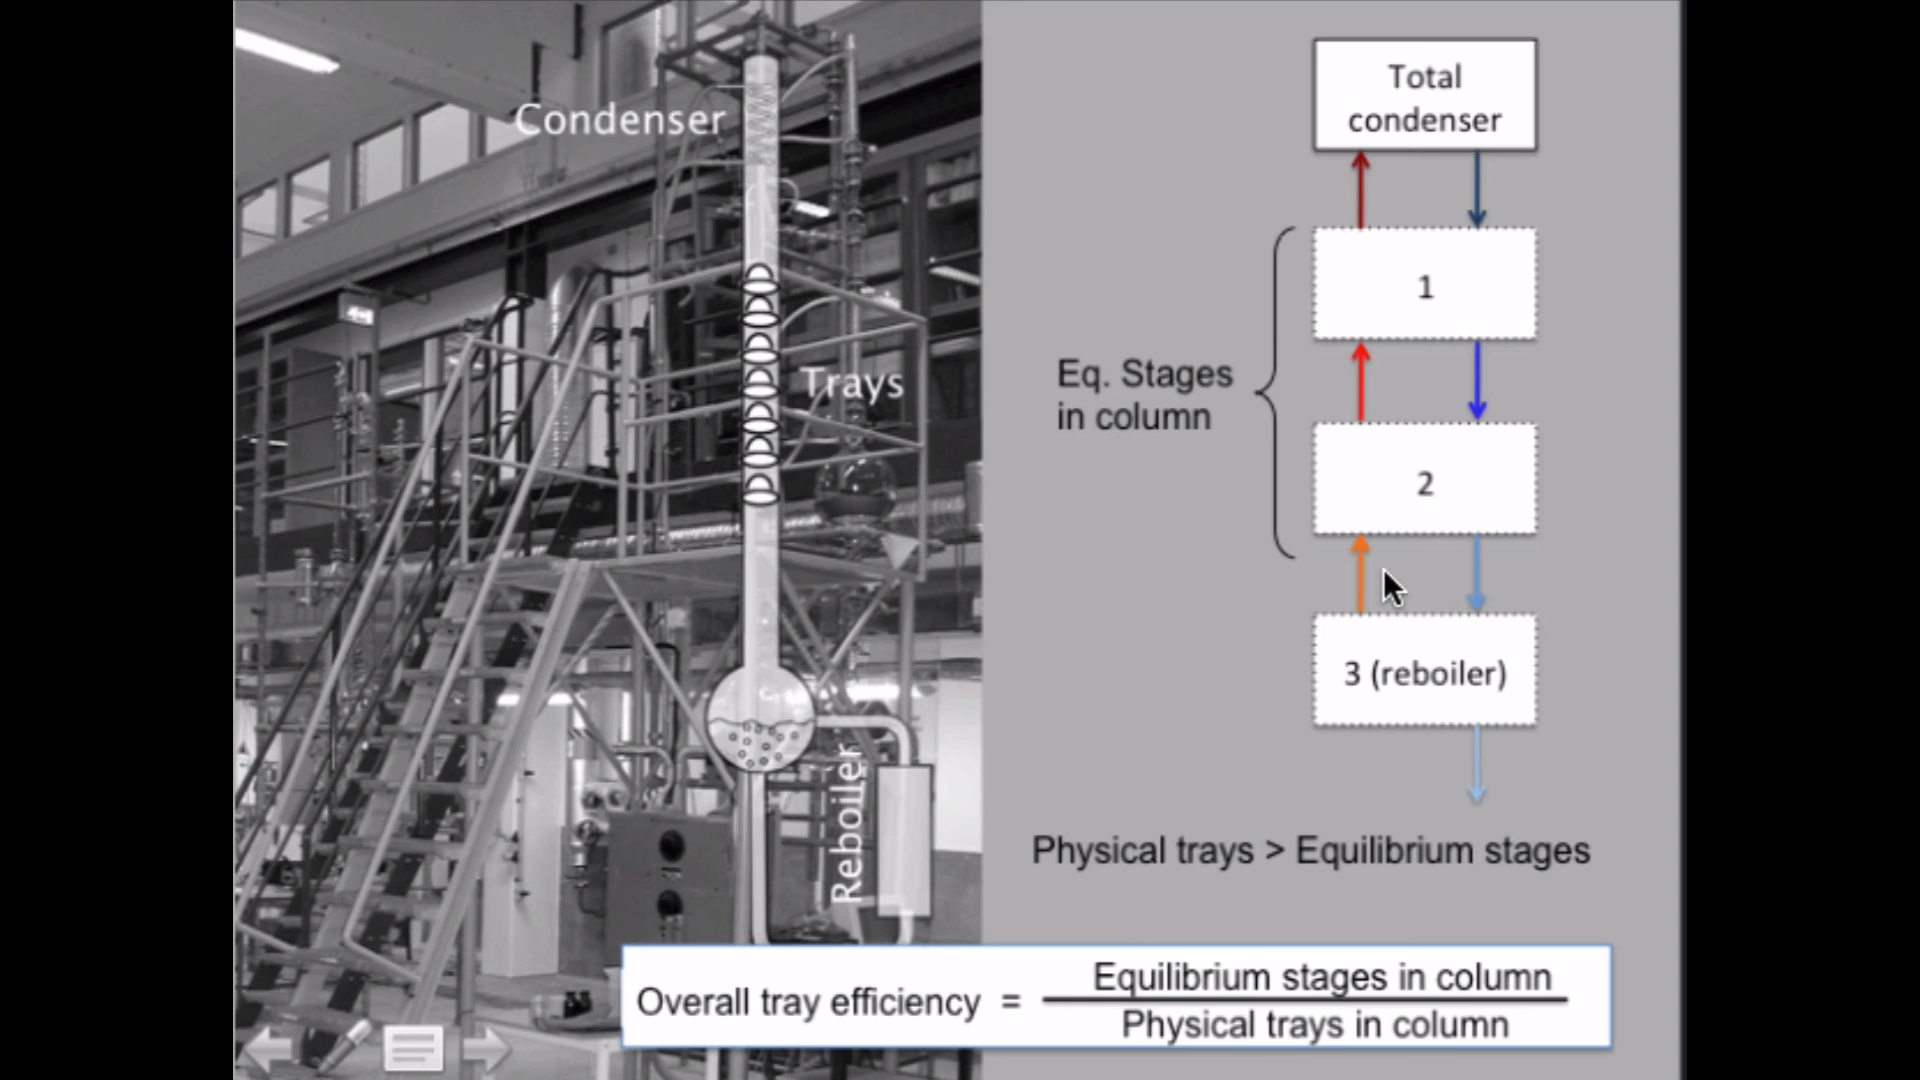 Condenser
Trays
Reboiler
Total
condenser
1
Eq. Stages
in column
2
3 (reboiler)
Physical trays > Equilibrium stages
Overall tray efficiency = Equilibrium stages in column
Physical trays in column